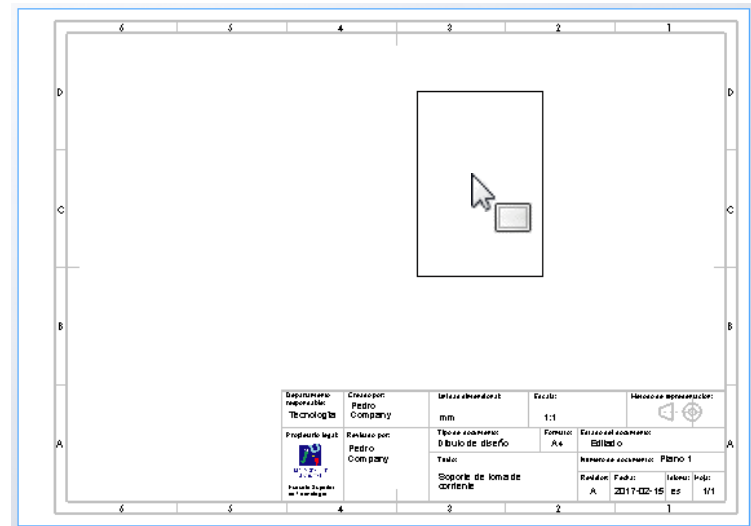 6 5 4 3 2 1
D D
C C
B B
A A
Departamento responsable:
Tecnología
Creado por:
Pedro
Company
Unidad dimensional:
mm
Escala:
1:1
Método de representación:
Propietario legal:
Revisado por:
Pedro
Company
Tipo de documento:
Dibujo de diseño
Formato:
A4
Estado del documento:
Editado
Título:
Soporte de toma de
corriente
Número de documento: Plano 1
Revisión:
A
Fecha:
2017-02-15
Idioma:
es
Hoja:
1/1
6 5 4 3 2 1